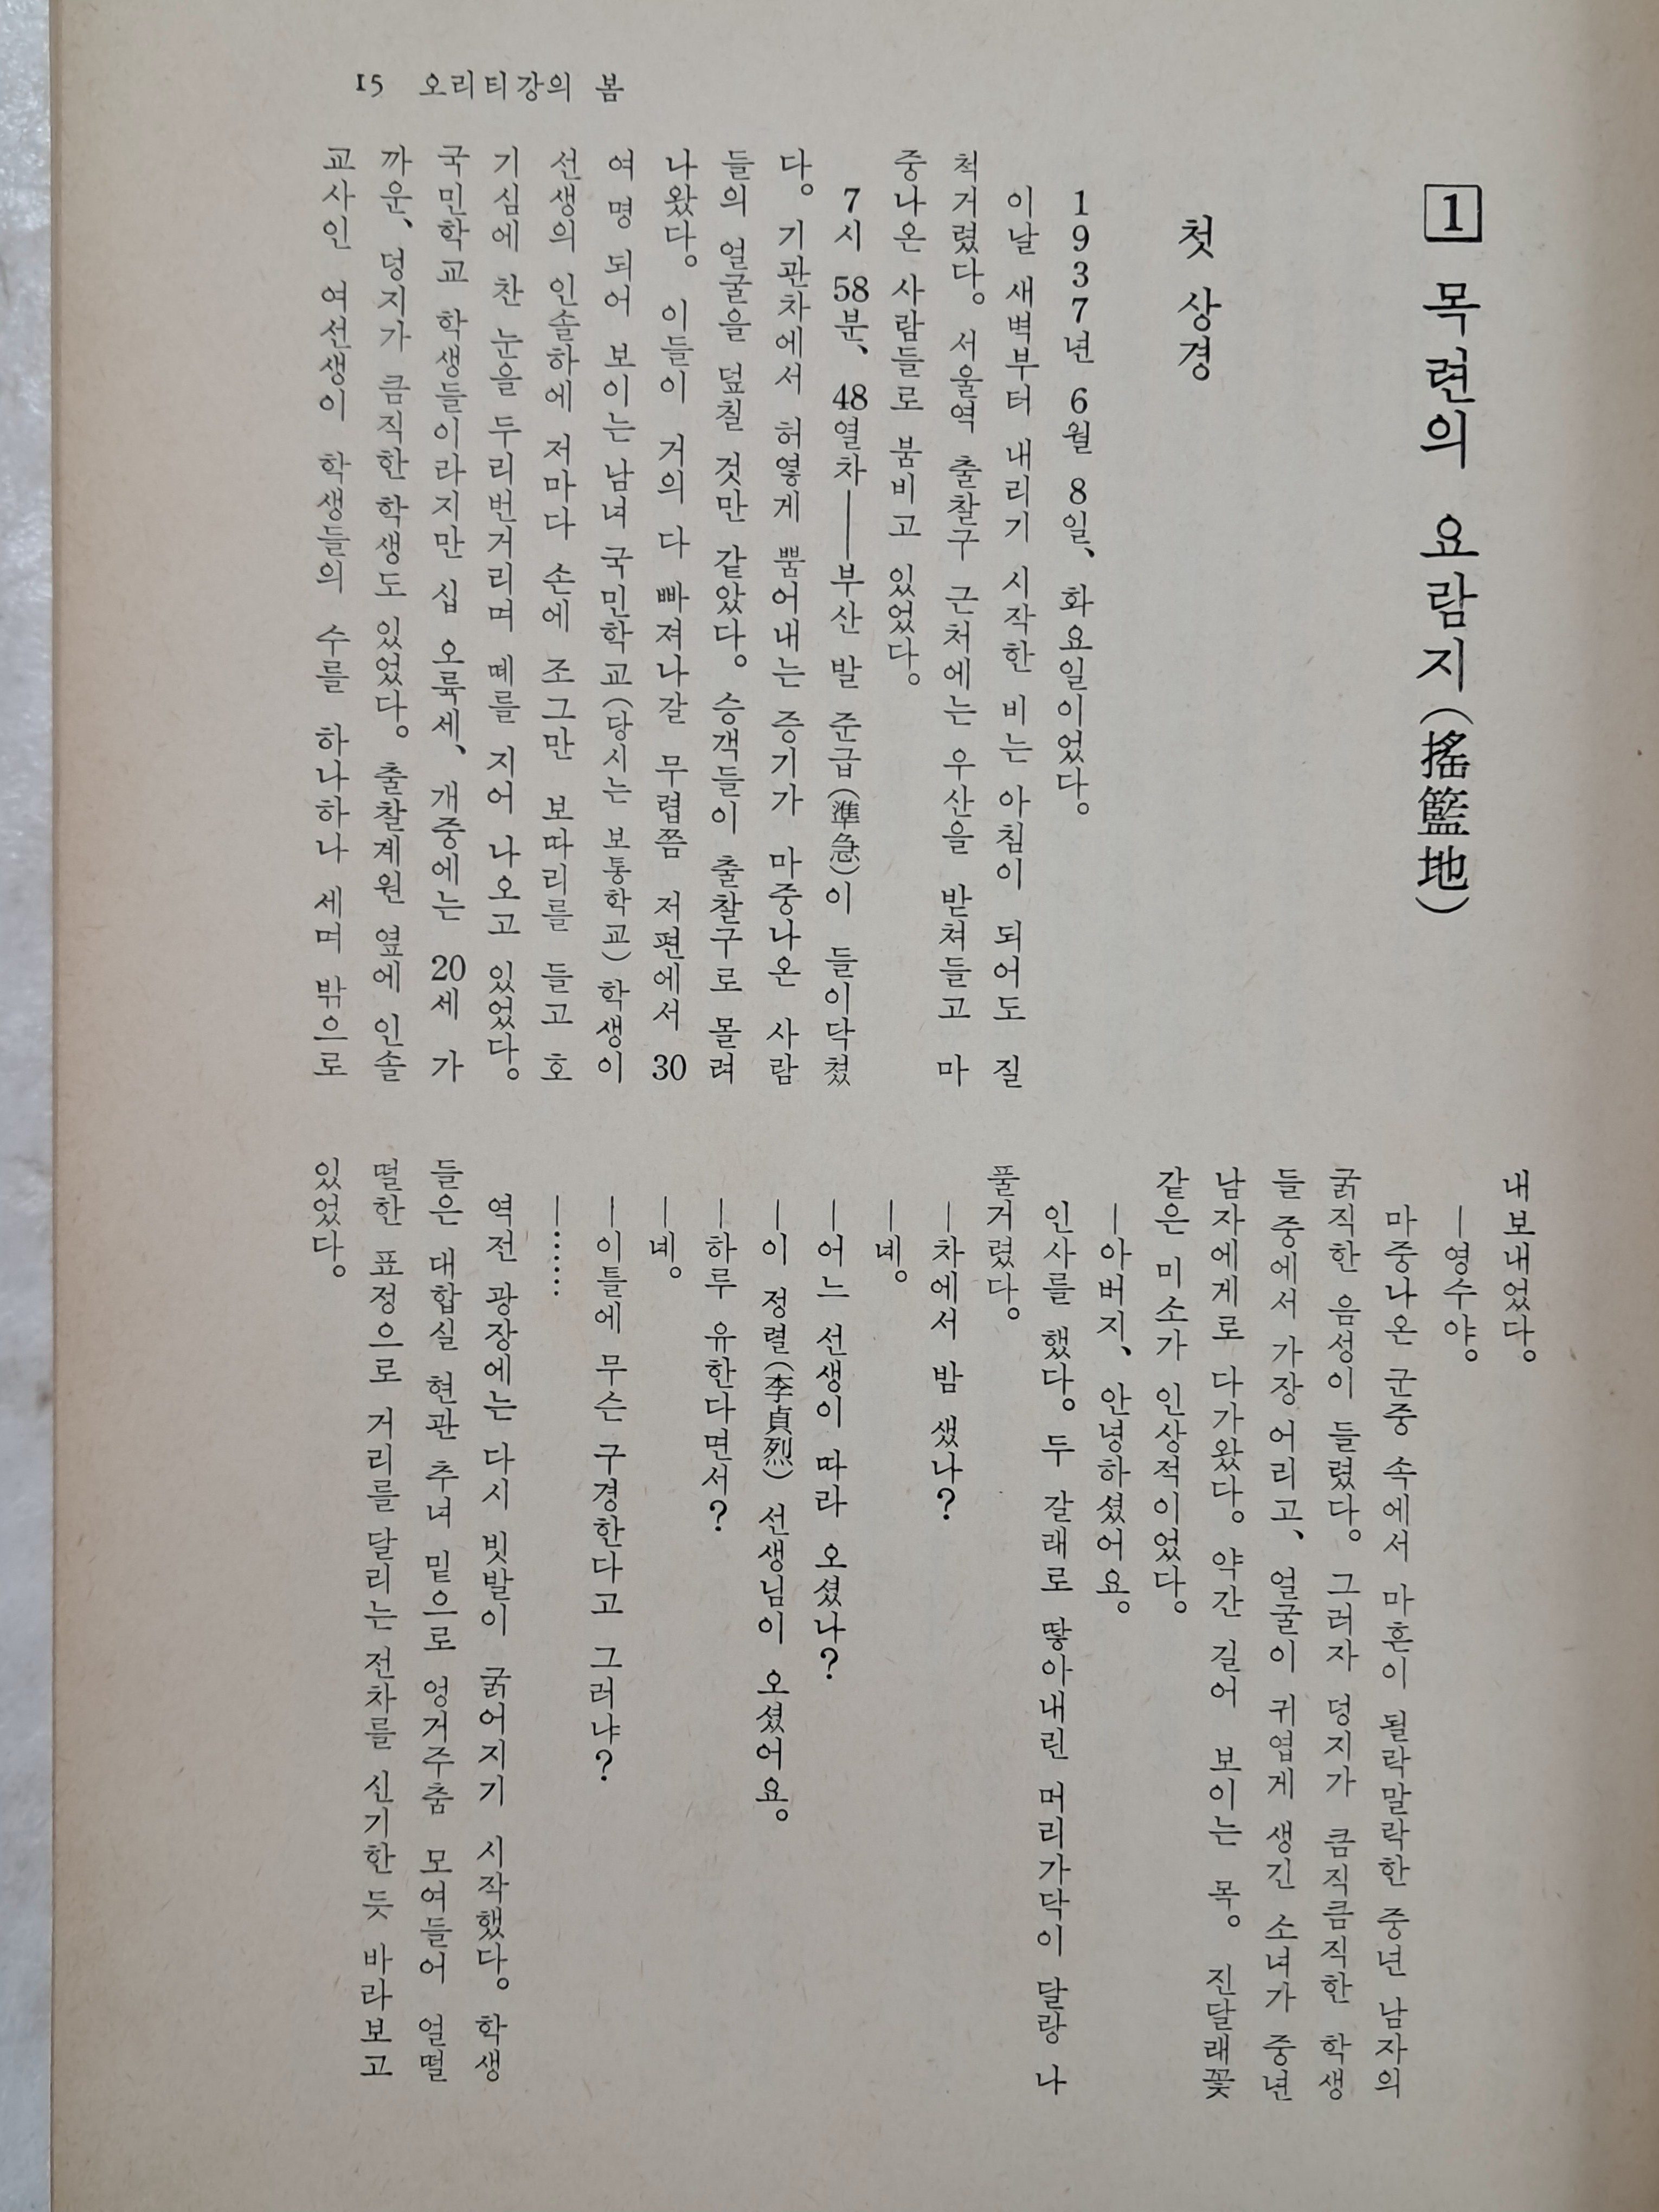 15 오리티강의 봄
1 목련의 요람지(搖籃地)
첫 상경
1937년 6월 8일、 화요일이었다。
이날 새벽부터 내리기 시작한 비는 아침이 되어도 질
척거렸다。 서울역 출찰구 근처에는 우산을 받쳐들고 마
중나온 사람들로 붐비고 있었다。
7시 58분、 48열차──부산 발 준급(準急)이 들이닥쳤
다。 기관차에서 허옇게 뿜어내는 증기가 마중나온 사람
들의 얼굴을 덮칠 것만 같았다。 승객들이 출찰구로 몰려
나왔다。 이들이 거의 다 빠져나갈 무렵쯤 저편에서 30
여 명 되어 보이는 남녀 국민학교(당시는 보통학교) 학생이
선생의 인솔하에 저마다 손에 조그만 보따리를 들고 호
기심에 찬 눈을 두리번거리며 떼를 지어 나오고 있었다。
국민학교 학생들이라지만 십 오륙세、 개중에는 20세 가
까운、 덩지가 큼직한 학생도 있었다。 출찰계원 옆에 인솔
교사인 여선생이 학생들의 수를 하나하나 세며 밖으로
내보내었다。
─영수야。
마중나온 군중 속에서 마흔이 될락말락한 중년 남자의
굵직한 음성이 들렸다。 그러자 덩지가 큼직큼직한 학생
들 중에서 가장 어리고、 얼굴이 귀엽게 생긴 소녀가 중년
남자에게로 다가왔다。 약간 길어 보이는 목。 진달래꽃
같은 미소가 인상적이었다。
─아버지、 안녕하셨어요。
인사를 했다。 두 갈래로 땋아내린 머리가닥이 달랑 나
풀거렸다。
─차에서 밤 샜나?
─녜。
─어느 선생이 따라 오셨나?
─이 정렬(李貞烈) 선생님이 오셨어요。
─하루 유한다면서?
─녜。
─이틀에 무슨 구경한다고 그러냐?
─……
역전 광장에는 다시 빗발이 굵어지기 시작했다。 학생
들은 대합실 현관 추녀 밑으로 엉거주춤 모여들어 얼떨
떨한 표정으로 거리를 달리는 전차를 신기한 듯 바라보고
있었다。